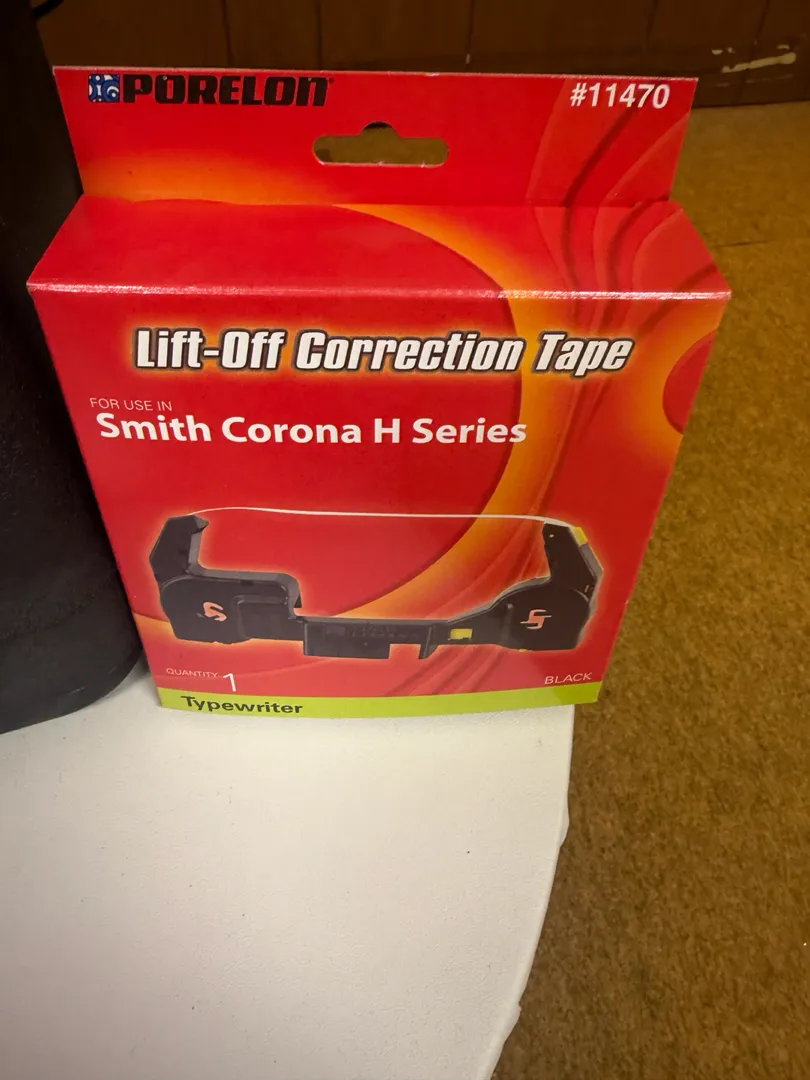 PORELON
#11470
Lift-Off Correction Tape
FOR USE IN
Smith Corona H Series
QUANTITY 1
BLACK
Typewriter